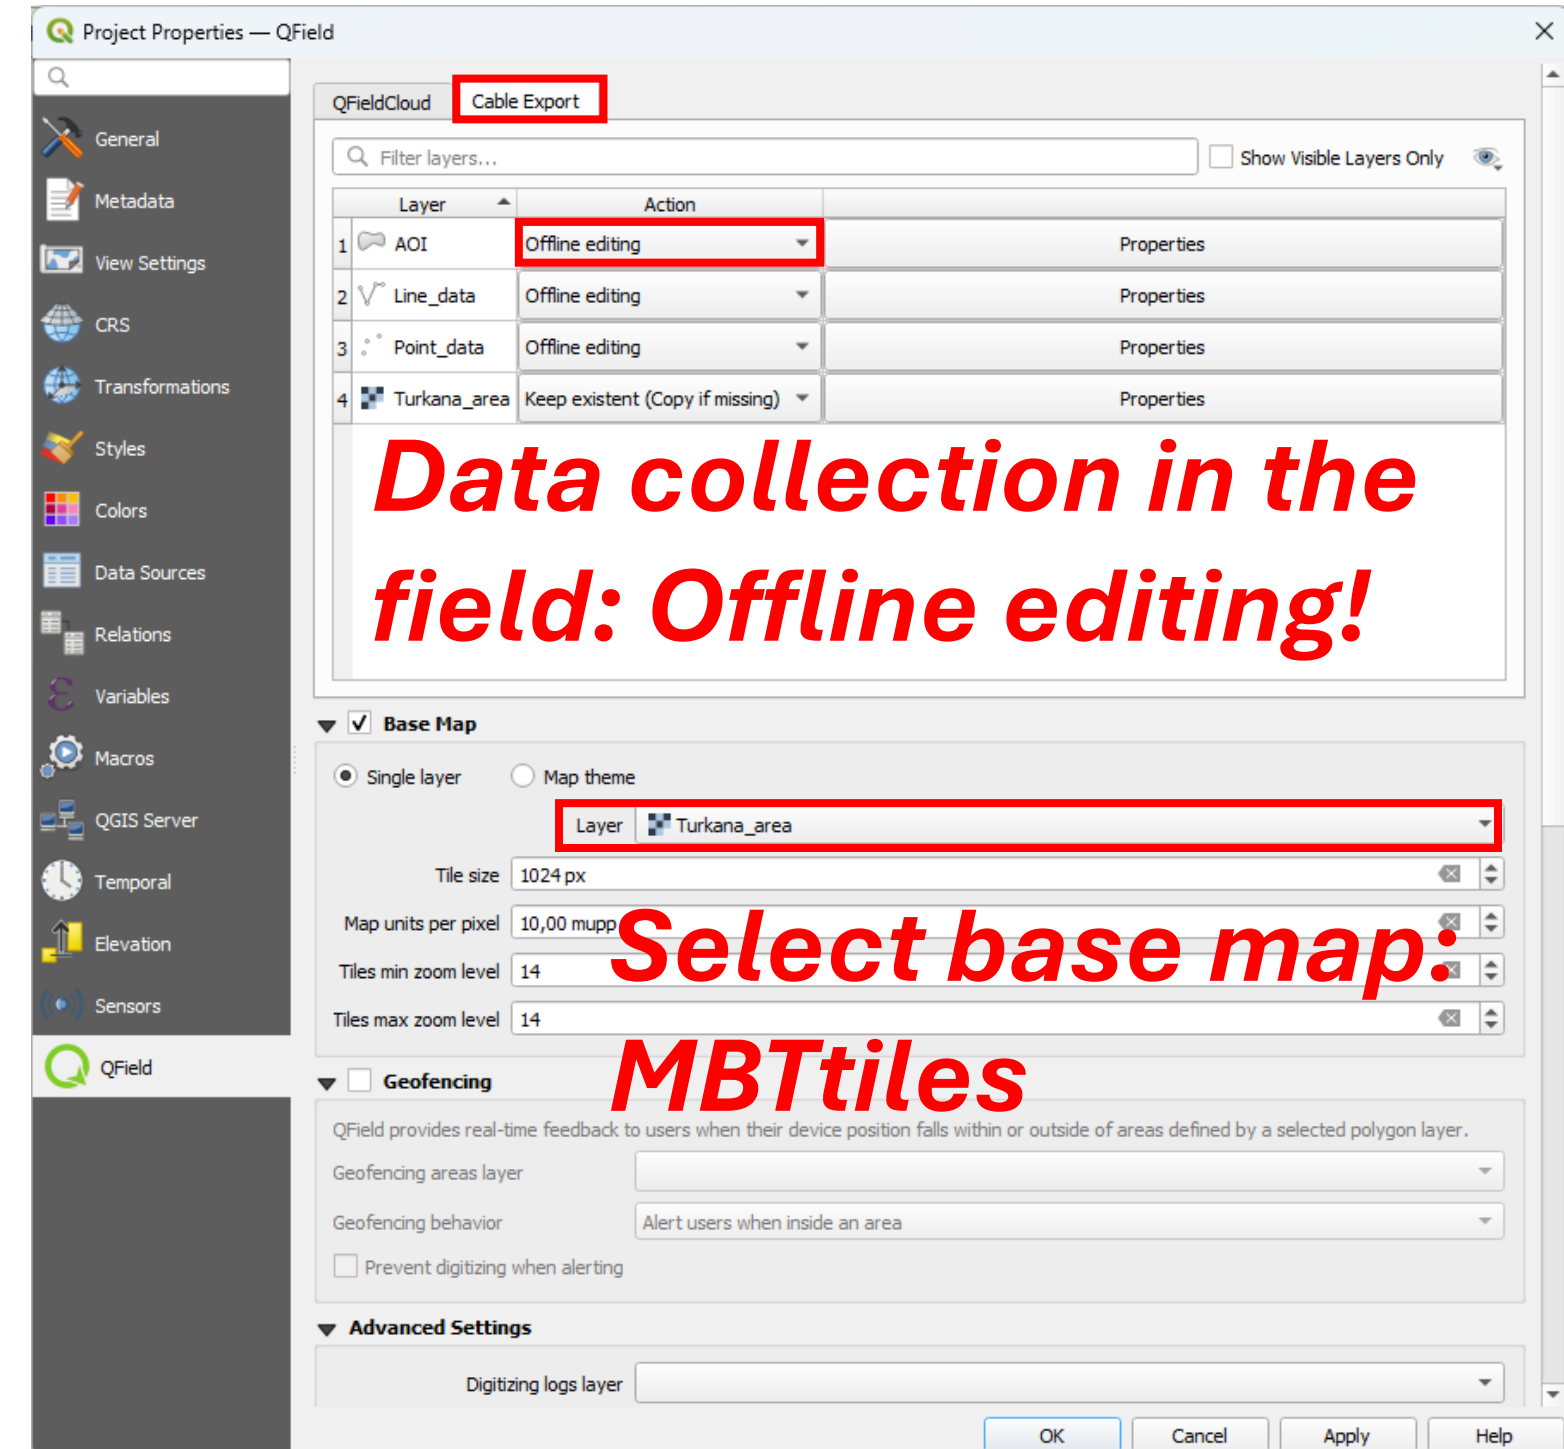 Project Properties — QField
QFieldCloud Cable Export
General
Filter layers... Show Visible Layers Only
Metadata
Layer Action
1 AOI Offline editing Properties
View Settings
2 Line_data Offline editing Properties
CRS
3 Point_data Offline editing Properties
Transformations
4 Turkana_area Keep existent (Copy if missing) Properties
Styles
Data collection in the
Colors
Data Sources
field: Offline editing!
Relations
Variables
Base Map
Macros
Single layer Map theme
QGIS Server
Layer Turkana_area
Temporal
Tile size 1024 px
Map units per pixel 10,00 mupp
Select base map:
Elevation
Tiles min zoom level 14
Sensors
Tiles max zoom level 14
QField
MBTtiles
Geofencing
QField provides real-time feedback to users when their device position falls within or outside of areas defined by a selected polygon layer.
Geofencing areas layer
Geofencing behavior Alert users when inside an area
Prevent digitizing when alerting
Advanced Settings
Digitizing logs layer
OK Cancel Apply Help